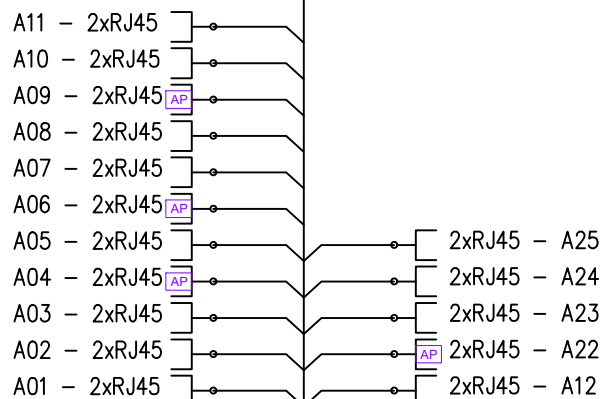 A11 - 2xRJ45
A10 - 2xRJ45
A09 - 2xRJ45 AP
A08 - 2xRJ45
A07 - 2xRJ45
A06 - 2xRJ45 AP
A05 - 2xRJ45 2xRJ45 - A25
A04 - 2xRJ45 AP 2xRJ45 - A24
A03 - 2xRJ45 2xRJ45 - A23
A02 - 2xRJ45 AP 2xRJ45 - A22
A01 - 2xRJ45 2xRJ45 - A12